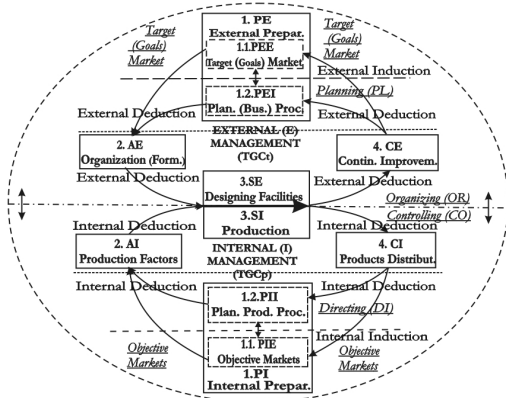 1. PE
External Prepar.
Target
(Goals)
Market
Target
(Goals)
Market
1.1.PEE
Target (Goals) Market
External Induction
1.2.PEI
Plan. (Bus.) Proc.
Planning (PL)
External Deduction
External Deduction
EXTERNAL (E)
MANAGEMENT
(TGCt)
2. AE
Organization (Form.)
4. CE
Contin. Improvem.
External Deduction
External Deduction
3.SE
Designing Facilities
3.SI
Production
Organizing (OR)
Controlling (CO)
Internal Deduction
Internal Deduction
2. AI
Production Factors
4. CI
Products Distribut.
INTERNAL (I)
MANAGEMENT
(TGCp)
Internal Deduction
Internal Deduction
1.2.PII
Plan. Prod. Proc.
Directing (DI)
Internal Induction
1.1. PIE
Objective Markets
Objective
Markets
Objective
Markets
1.PI
Internal Prepar.